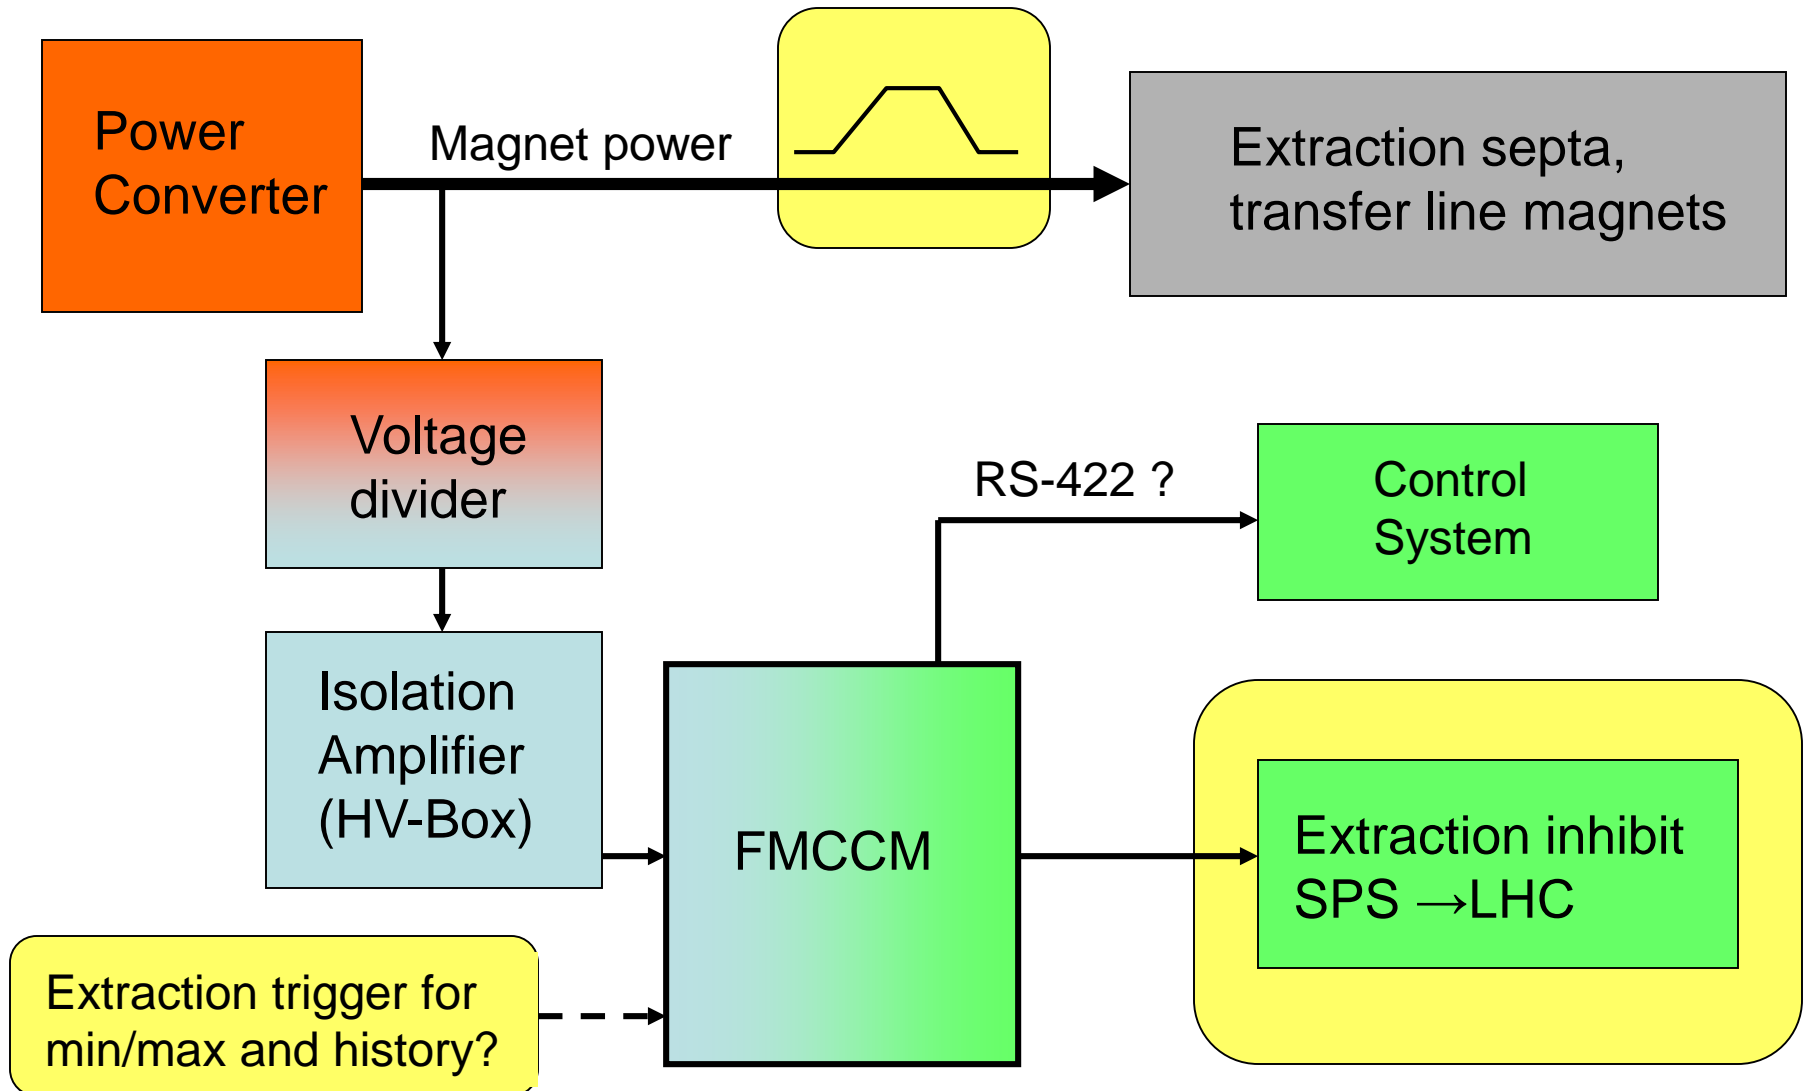 Power
Converter
Magnet power
Extraction septa,
transfer line magnets
Voltage
divider
RS-422 ?
Control
System
Isolation
Amplifier
(HV-Box)
FMCCM
Extraction inhibit
SPS →LHC
Extraction trigger for
min/max and history?